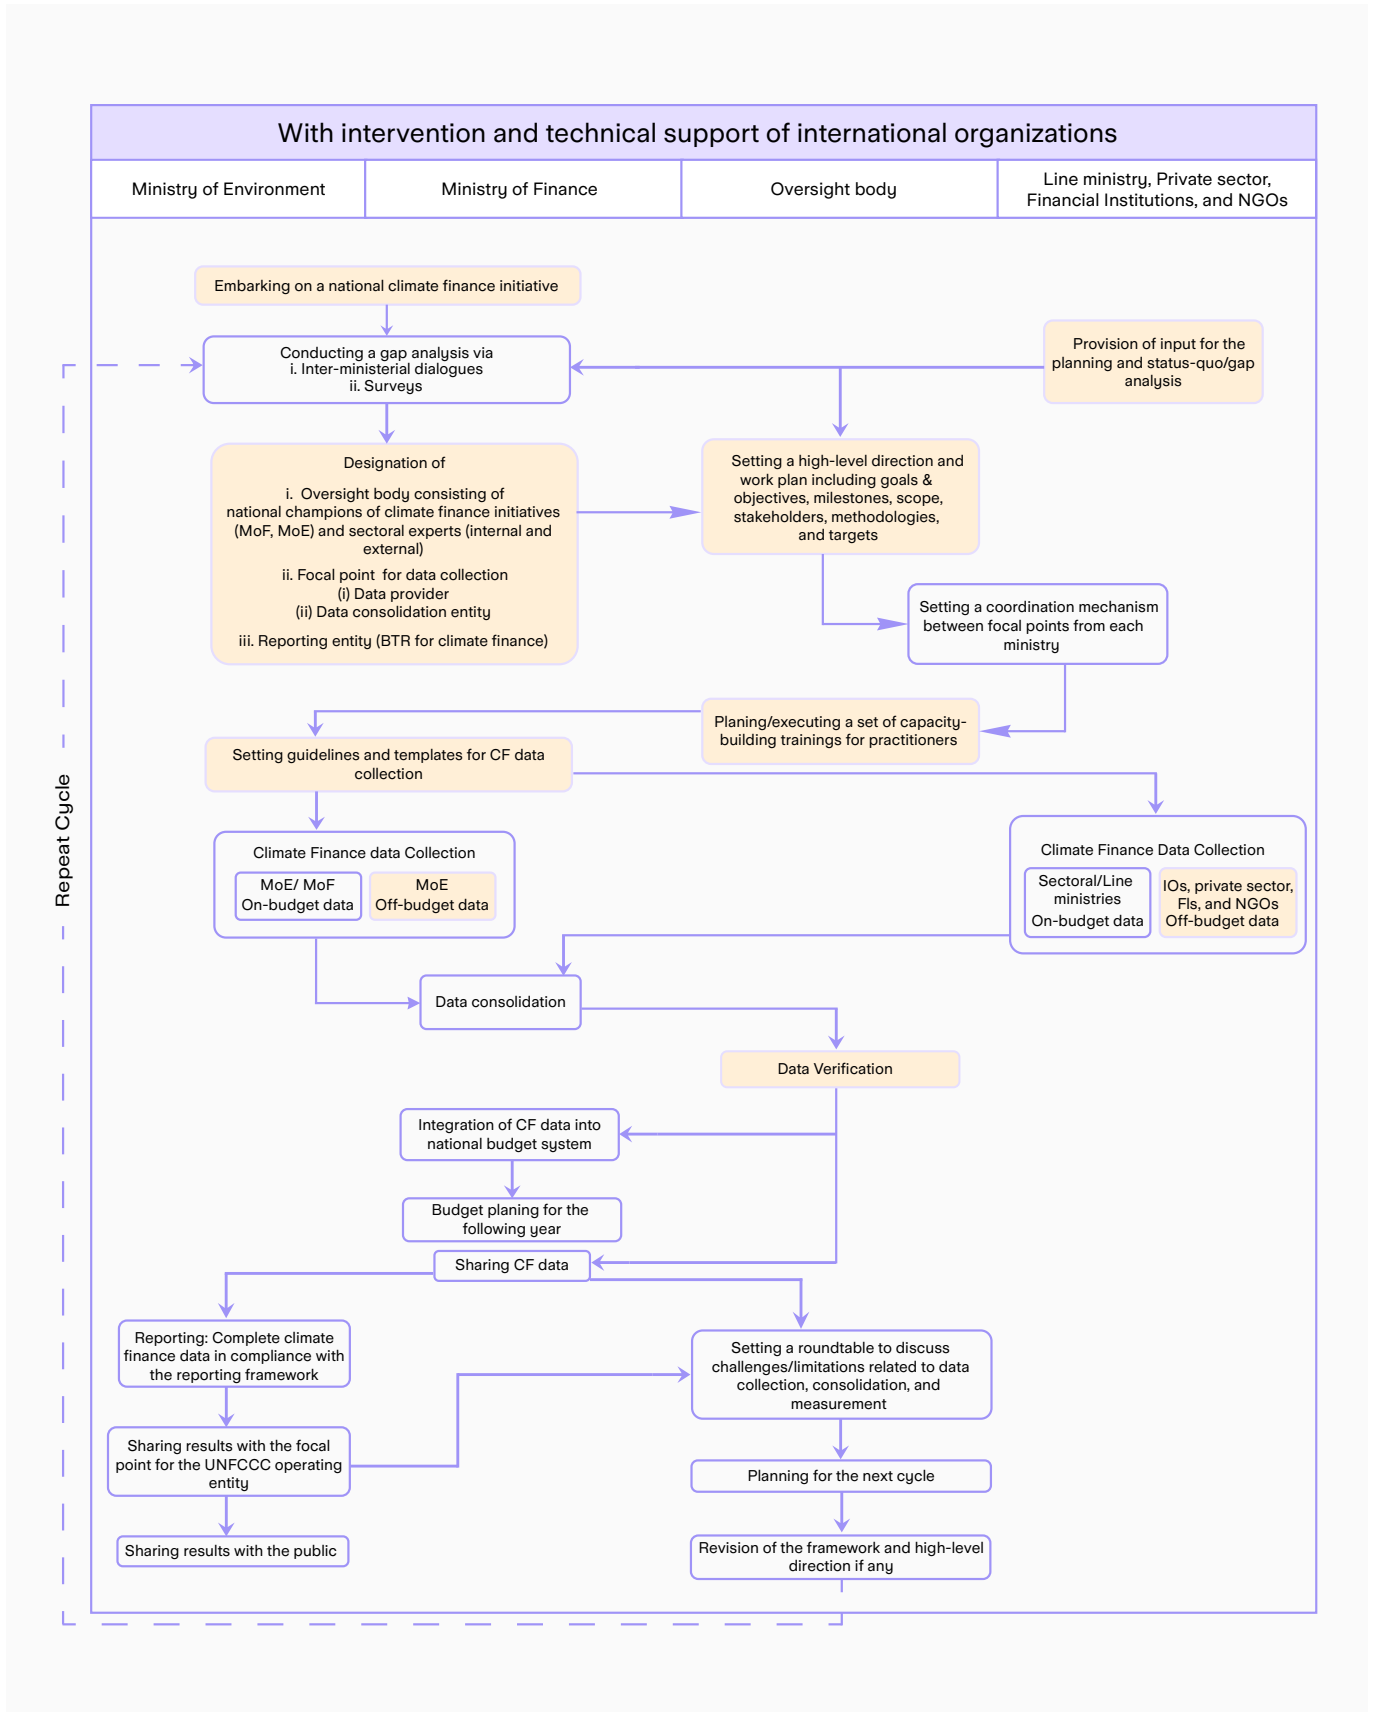 With intervention and technical support of international organizations
Ministry of Environment
Ministry of Finance
Oversight body
Line ministry, Private sector,
Financial Institutions, and NGOs
Embarking on a national climate finance initiative
Conducting a gap analysis via
i. Inter-ministerial dialogues
ii. Surveys
Provision of input for the
planning and status-quo/gap
analysis
Designation of
i. Oversight body consisting of
national champions of climate finance initiatives
(MoF, MoE) and sectoral experts (internal and
external)
ii. Focal point for data collection
(i) Data provider
(ii) Data consolidation entity
iii. Reporting entity (BTR for climate finance)
Setting a high-level direction and
work plan including goals &
objectives, milestones, scope,
stakeholders, methodologies,
and targets
Setting a coordination mechanism
between focal points from each
ministry
Planing/executing a set of capacity-
building trainings for practitioners
Setting guidelines and templates for CF data
collection
Repeat Cycle
Climate Finance data Collection
MoE/ MoF
On-budget data
MoE
Off-budget data
Climate Finance Data Collection
Sectoral/Line
ministries
On-budget data
IOs, private sector,
FIs, and NGOs
Off-budget data
Data consolidation
Data Verification
Integration of CF data into
national budget system
Budget planing for the
following year
Sharing CF data
Reporting: Complete climate
finance data in compliance with
the reporting framework
Setting a roundtable to discuss
challenges/limitations related to data
collection, consolidation, and
measurement
Sharing results with the focal
point for the UNFCCC operating
entity
Planning for the next cycle
Sharing results with the public
Revision of the framework and high-level
direction if any